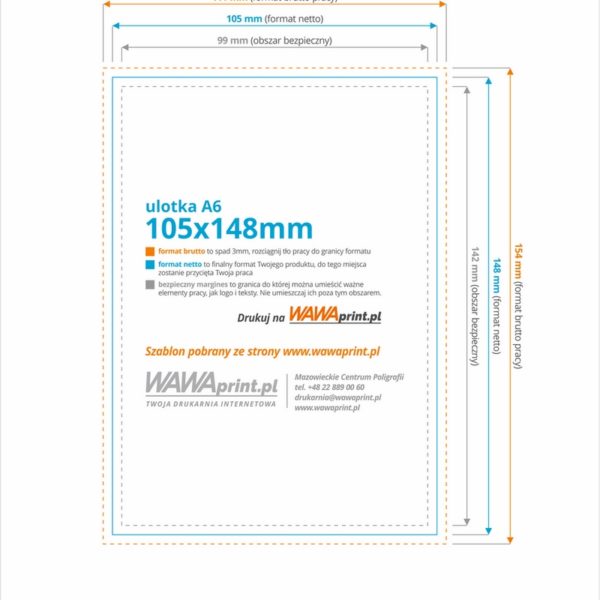 (format brutto pracy)
105 mm (format netto)
99 mm (obszar bezpieczny)
ulotka A6
105x148mm
format brutto to spad 3mm, rozciągnij tło pracy do granicy formatu
format netto to finalny format Twojego produktu, do tego miejsca
zostanie przycięta Twoja praca
bezpieczny margines to granica do której można umieścić ważne
elementy pracy, jak logo i teksty. Nie umieszczaj ich poza tym obszarem.
Drukuj na WAWAprint.pl
Szablon pobrany ze strony www.wawaprint.pl
WAWAprint.pl
TWOJA DRUKARNIA INTERNETOWA
Mazowieckie Centrum Poligrafii
tel. +48 22 889 00 60
drukarnia@wawaprint.pl
www.wawaprint.pl
142 mm (obszar bezpieczny)
148 mm (format netto)
154 mm (format brutto pracy)